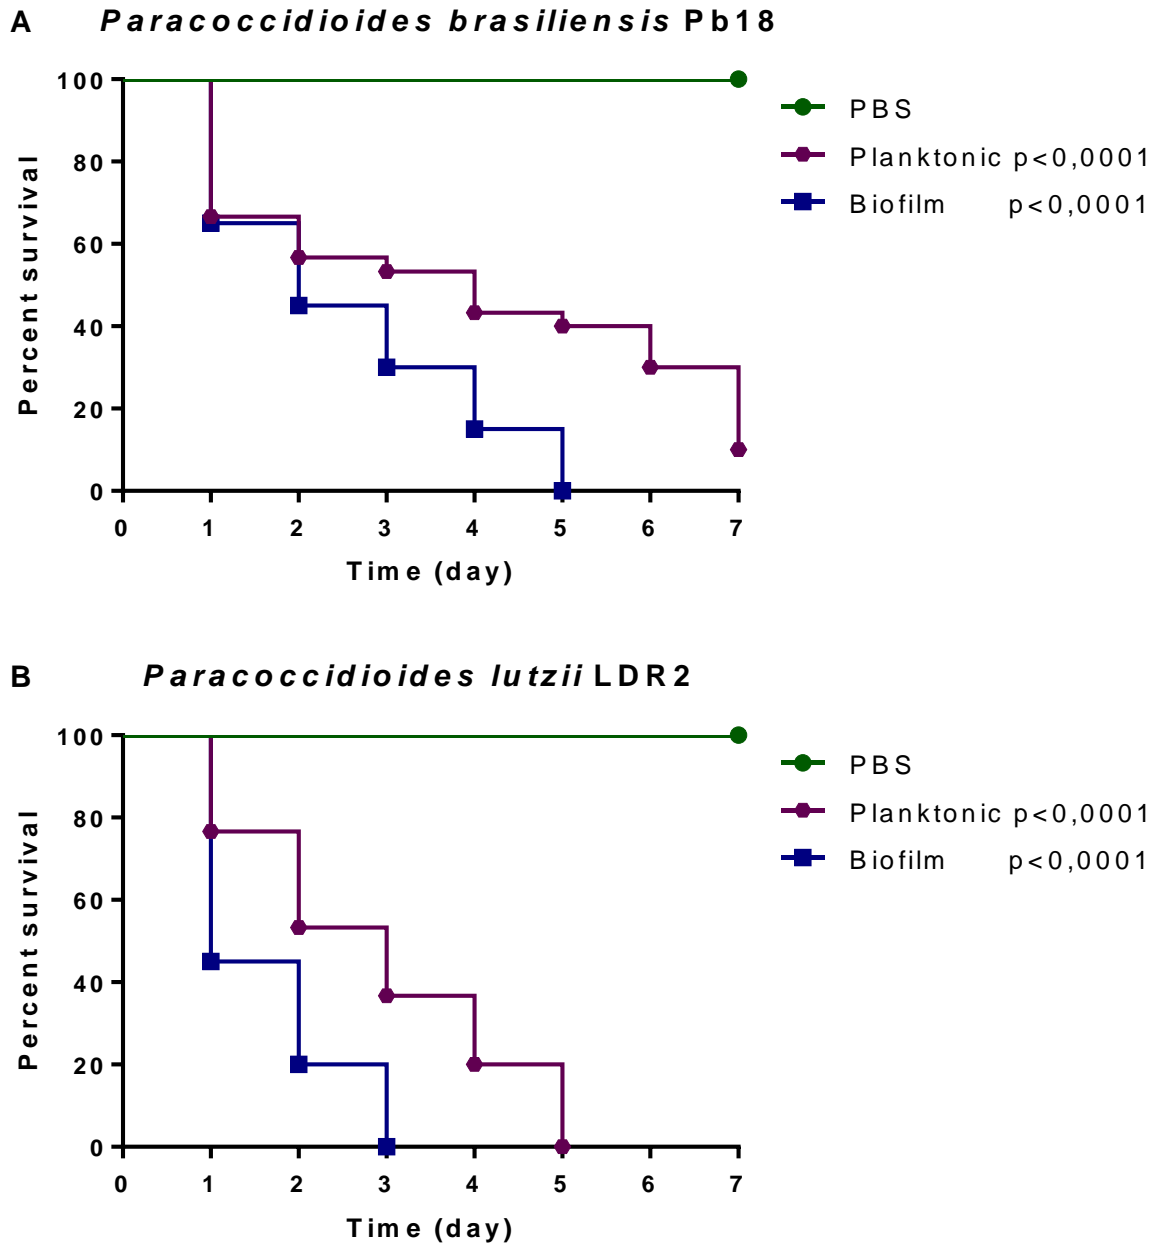 A Paracoccidioides brasiliensis Pb18
100
80
60
40
20
0
Percent survival
0 1 2 3 4 5 6 7
Time (day)
PBS
Planktonic p<0,0001
Biofilm p<0,0001
B Paracoccidioides lutzii LDR2
100
80
60
40
20
0
Percent survival
0 1 2 3 4 5 6 7
Time (day)
PBS
Planktonic p<0,0001
Biofilm p<0,0001